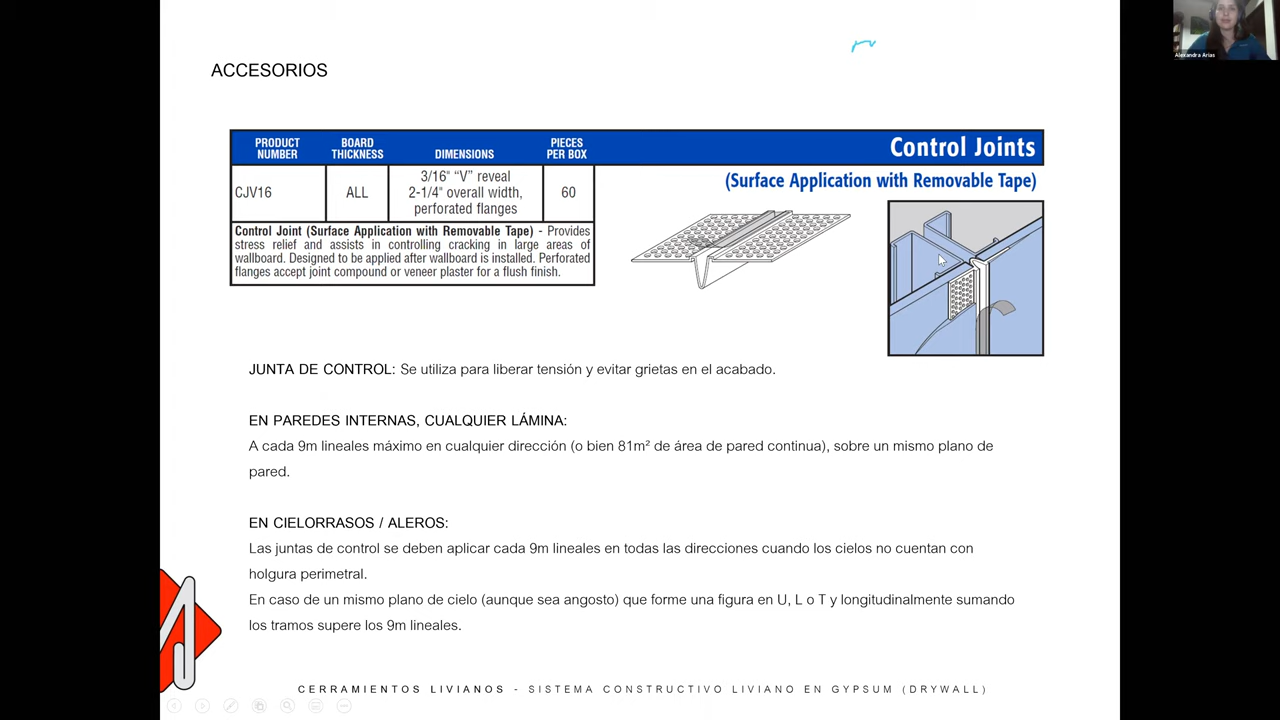 Alexandra Arias
ACCESORIOS
PRODUCT NUMBER
BOARD THICKNESS
DIMENSIONS
PIECES PER BOX
Control Joints
CJV16
ALL
3/16" “V” reveal
2-1/4" overall width,
perforated flanges
60
(Surface Application with Removable Tape)
Control Joint (Surface Application with Removable Tape) - Provides
stress relief and assists in controlling cracking in large areas of
wallboard. Designed to be applied after wallboard is installed. Perforated
flanges accept joint compound or veneer plaster for a flush finish.
JUNTA DE CONTROL: Se utiliza para liberar tensión y evitar grietas en el acabado.
EN PAREDES INTERNAS, CUALQUIER LÁMINA:
A cada 9m lineales máximo en cualquier dirección (o bien 81m² de área de pared continua), sobre un mismo plano de
pared.
EN CIELORRASOS / ALEROS:
Las juntas de control se deben aplicar cada 9m lineales en todas las direcciones cuando los cielos no cuentan con
holgura perimetral.
En caso de un mismo plano de cielo (aunque sea angosto) que forme una figura en U, L o T y longitudinalmente sumando
los tramos supere los 9m lineales.
CERRAMIENTOS LIVIANOS - SISTEMA CONSTRUCTIVO LIVIANO EN GYPSUM (DRYWALL)